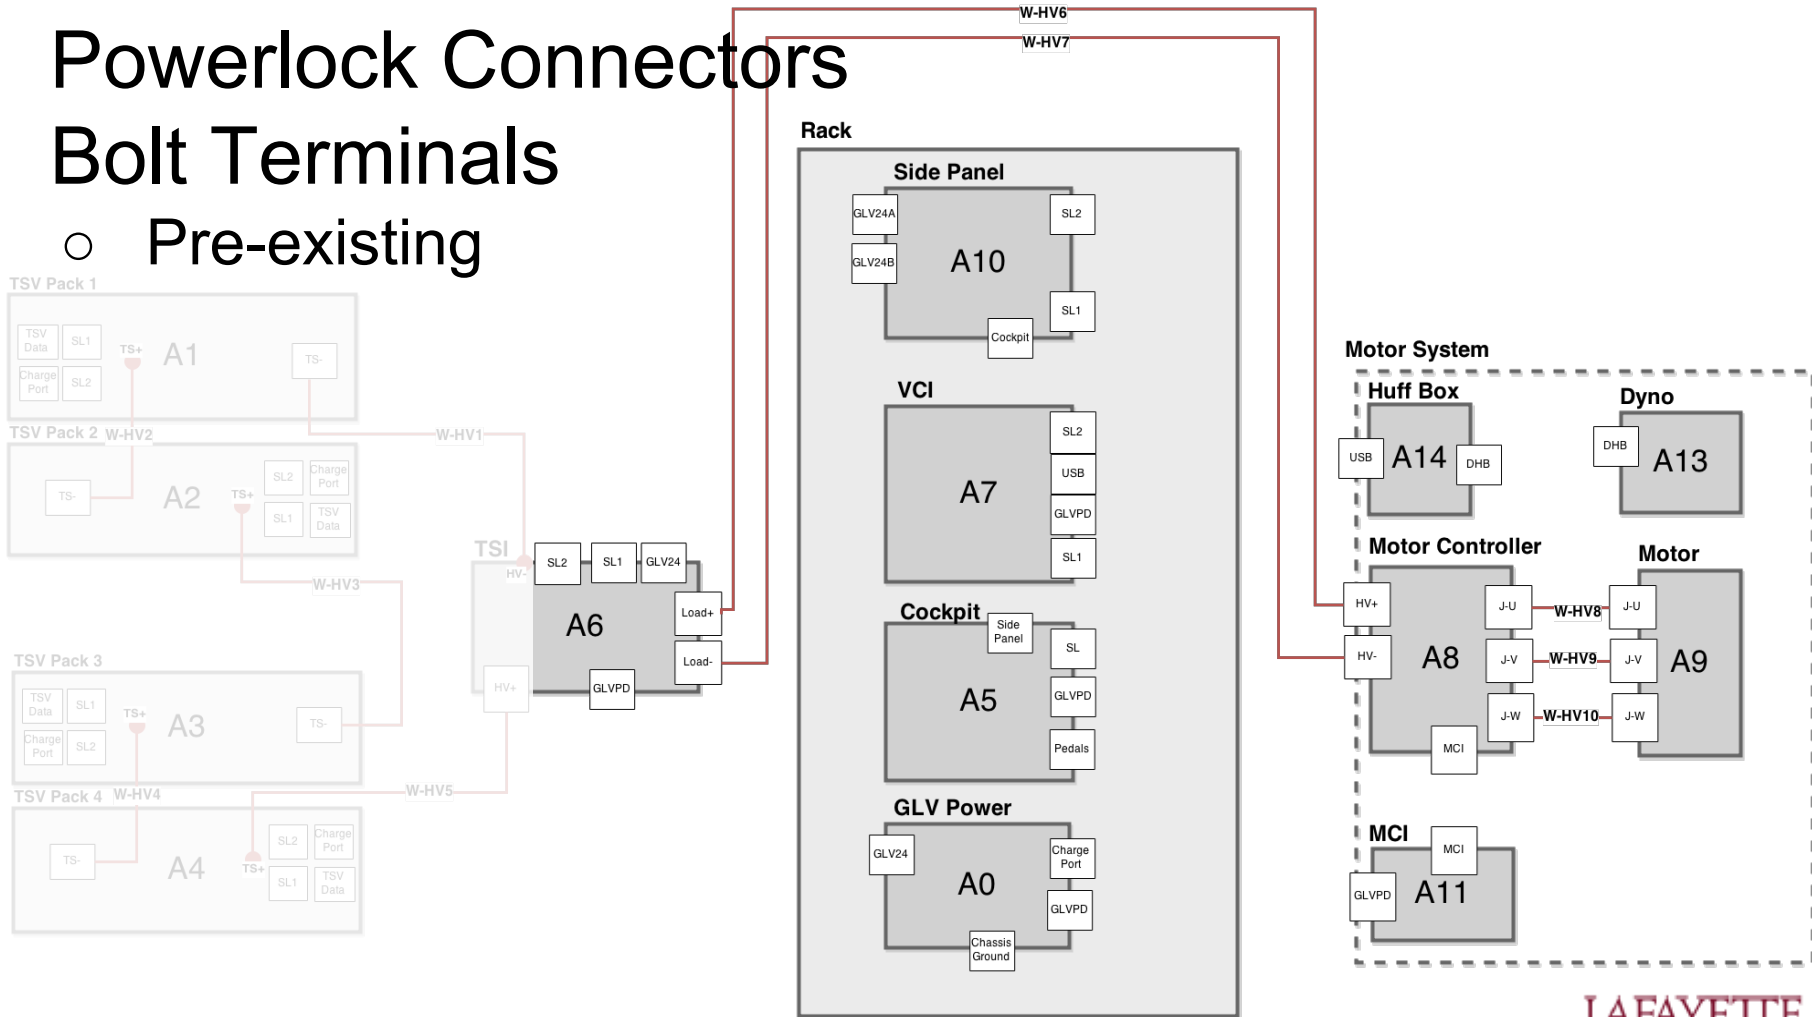 Powerlock Connectors
Bolt Terminals
○ Pre-existing
W-HV6
W-HV7
Rack
Side Panel
GLV24A
GLV24B
A10
SL2
SL1
Cockpit
VCI
A7
SL2
USB
GLVPD
SL1
Cockpit
Side
Panel
A5
SL
GLVPD
Pedals
GLV Power
GLV24
A0
Charge
Port
GLVPD
Chassis
Ground
TSV Pack 1
TSV
Data
SL1
Charge
Port
SL2
TS+
A1
TS-
TSV Pack 2
W-HV2
W-HV1
TS-
A2
TS+
SL2
Charge
Port
SL1
TSV
Data
W-HV3
TSI
HV-
SL2
SL1
GLV24
A6
Load+
Load-
HV+
GLVPD
TSV Pack 3
TSV
Data
SL1
Charge
Port
SL2
TS+
A3
TS-
TSV Pack 4
W-HV4
W-HV5
TS-
A4
TS+
SL2
Charge
Port
SL1
TSV
Data
Motor System
Huff Box
USB
A14
DHB
Dyno
DHB
A13
Motor Controller
HV+
HV-
A8
J-U
J-V
J-W
MCI
W-HV8
W-HV9
W-HV10
Motor
J-U
J-V
J-W
A9
MCI
MCI
GLVPD
A11
LAFAYETTE